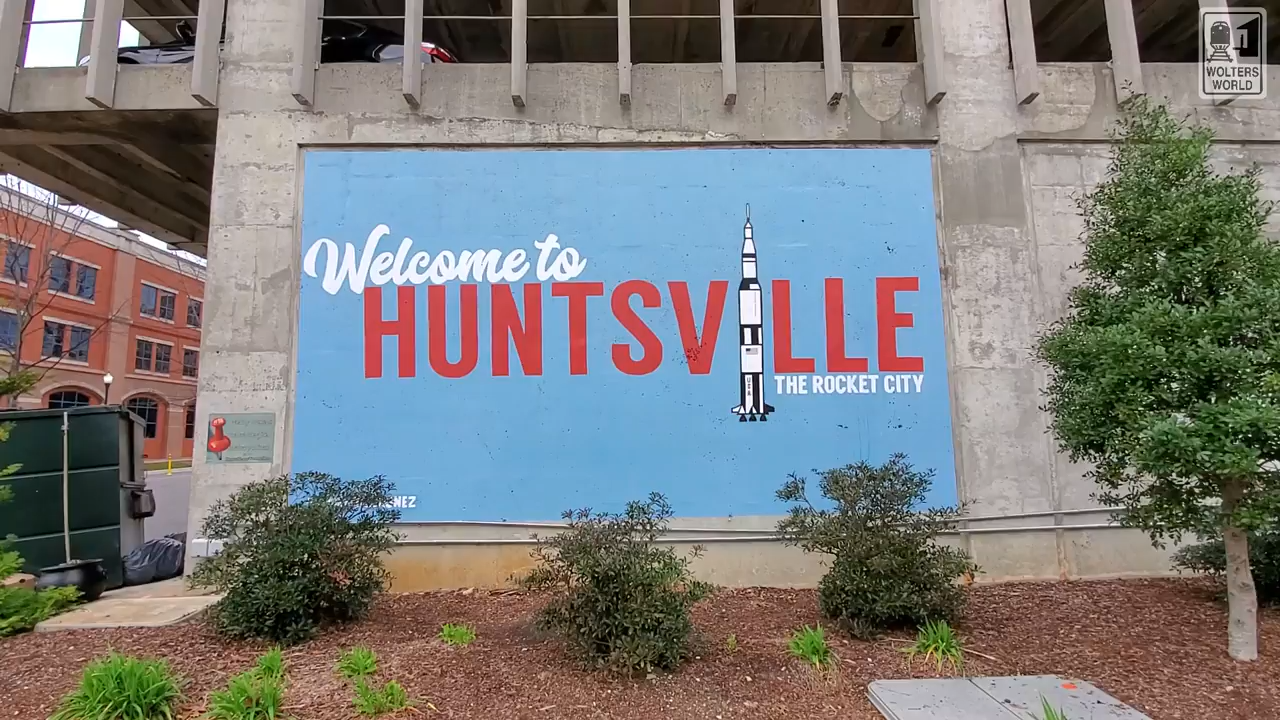 WOLTERS
WORLD
Welcome to
HUNTSVILLE
THE ROCKET CITY
USA